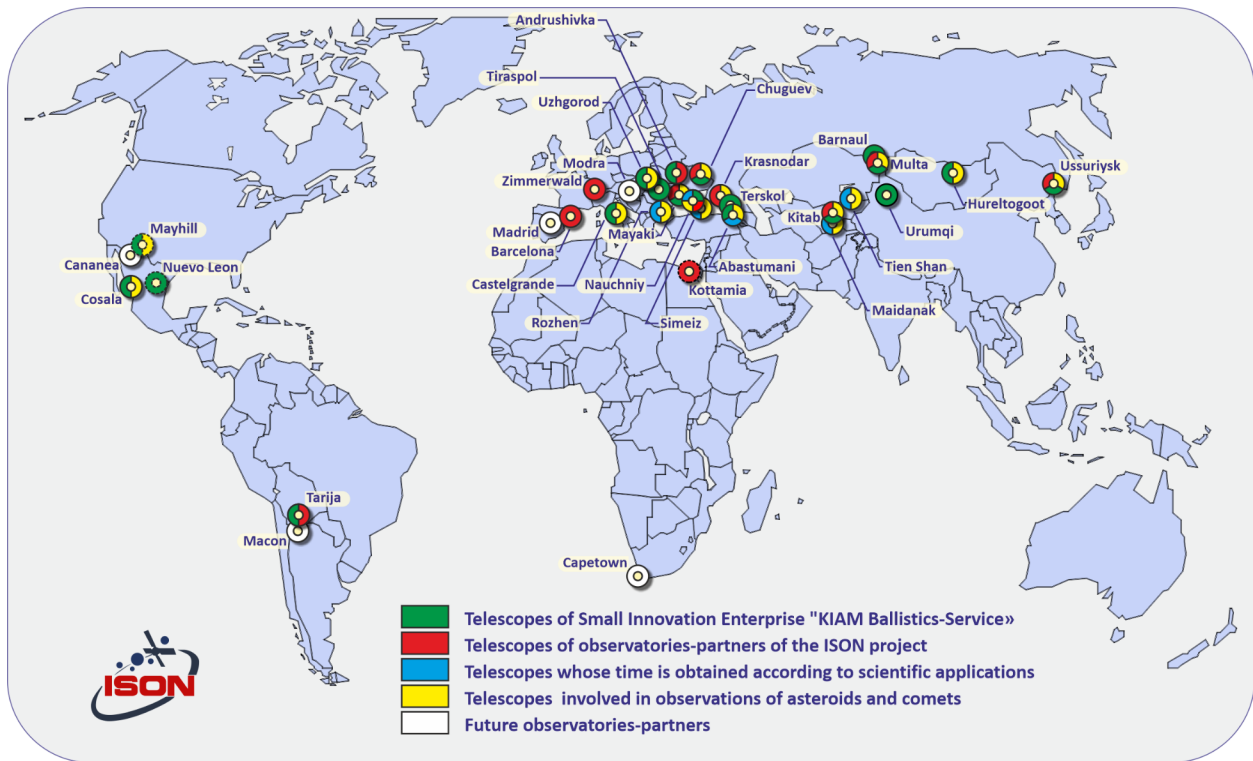 Andrushivka
Tiraspol
Chuguev
Uzhgorod
Barnaul
Modra
Krasnodar
Multa
Ussuriysk
Zimmerwald
Terskol
Hureltogoot
Madrid
Mayaki
Kitab
Urumqi
Mayhill
Barcelona
Cananea
Nuevo Leon
Abastumani
Tien Shan
Castelgrande
Nauchniy
Kottamia
Cosala
Maidanak
Rozhen
Simeiz
Tarija
Macon
Capetown
Telescopes of Small Innovation Enterprise "KIAM Ballistics-Service»
Telescopes of observatories-partners of the ISON project
Telescopes whose time is obtained according to scientific applications
Telescopes involved in observations of asteroids and comets
Future observatories-partners
ISON